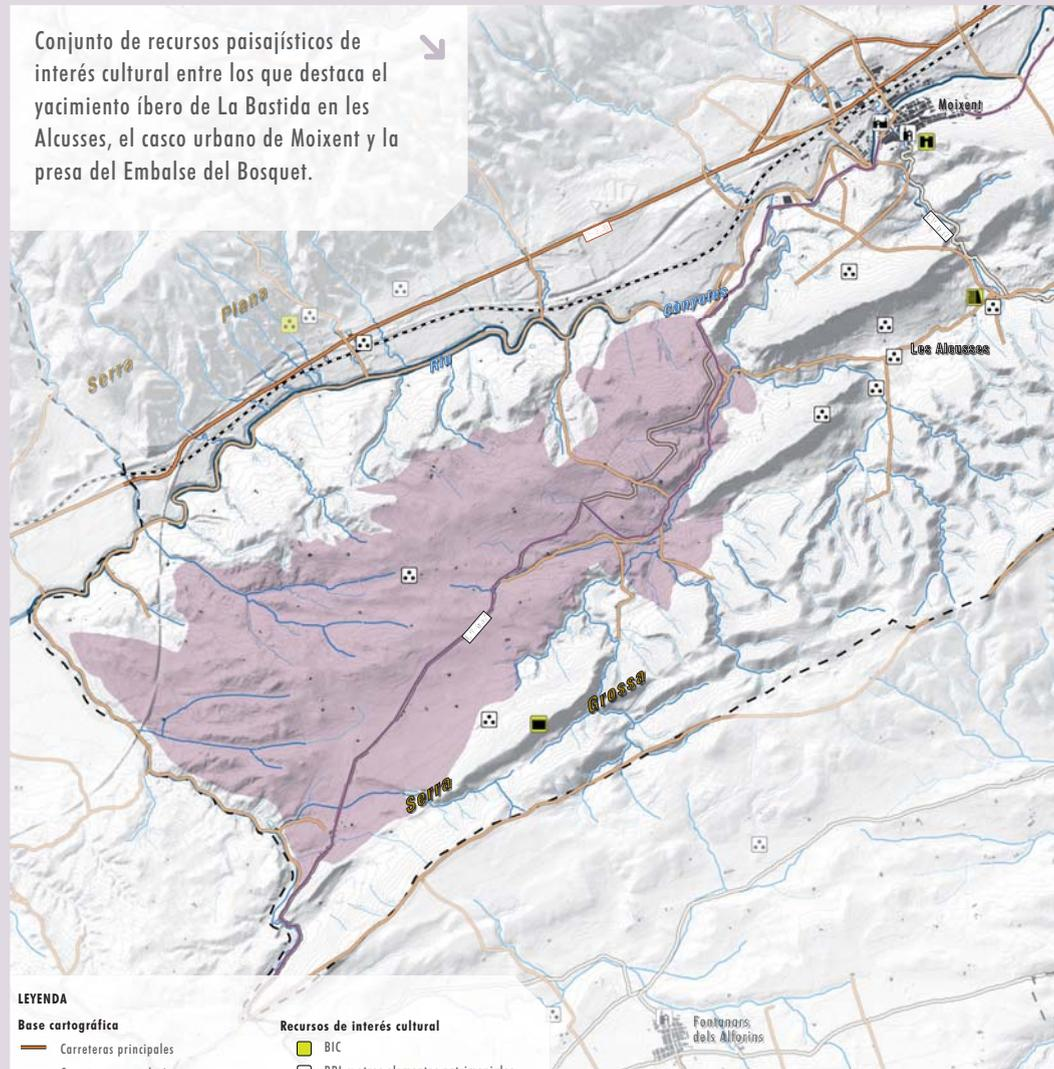 Conjunto de recursos paisajísticos de
interés cultural entre los que destaca el
yacimiento íbero de La Bastida en les
Alcusses, el casco urbano de Moixent y la
presa del Embalse del Bosquet.
Moixent
Canyoles
Plana
Serra
Riu
Les Alcusses
Grossa
Serra
Fontanars
dels Alforins
LEYENDA
Base cartográfica
Carreteras principales
Recursos de interés cultural
BIC